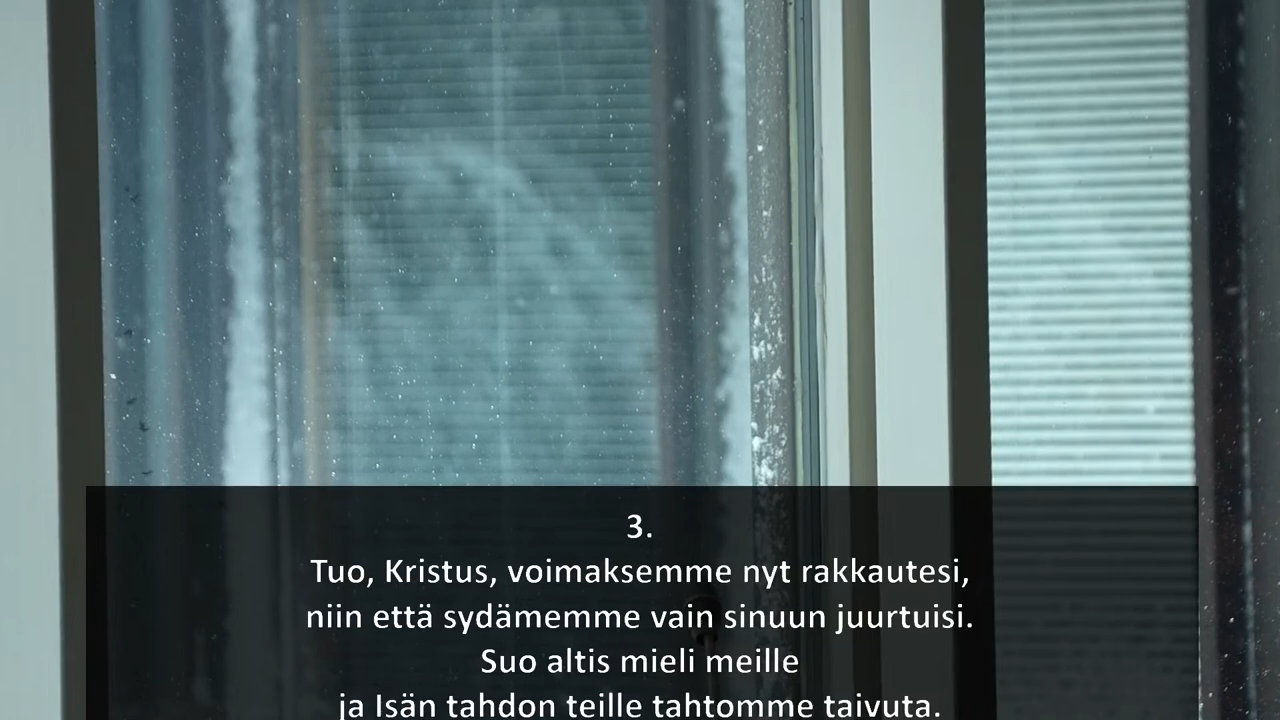 3.
Tuo, Kristus, voimaksemme nyt rakkautesi,
niin että sydämemme vain sinuun juurtuisi.
Suo altis mieli meille
ja Isän tahdon teille tahtomme taivuta.